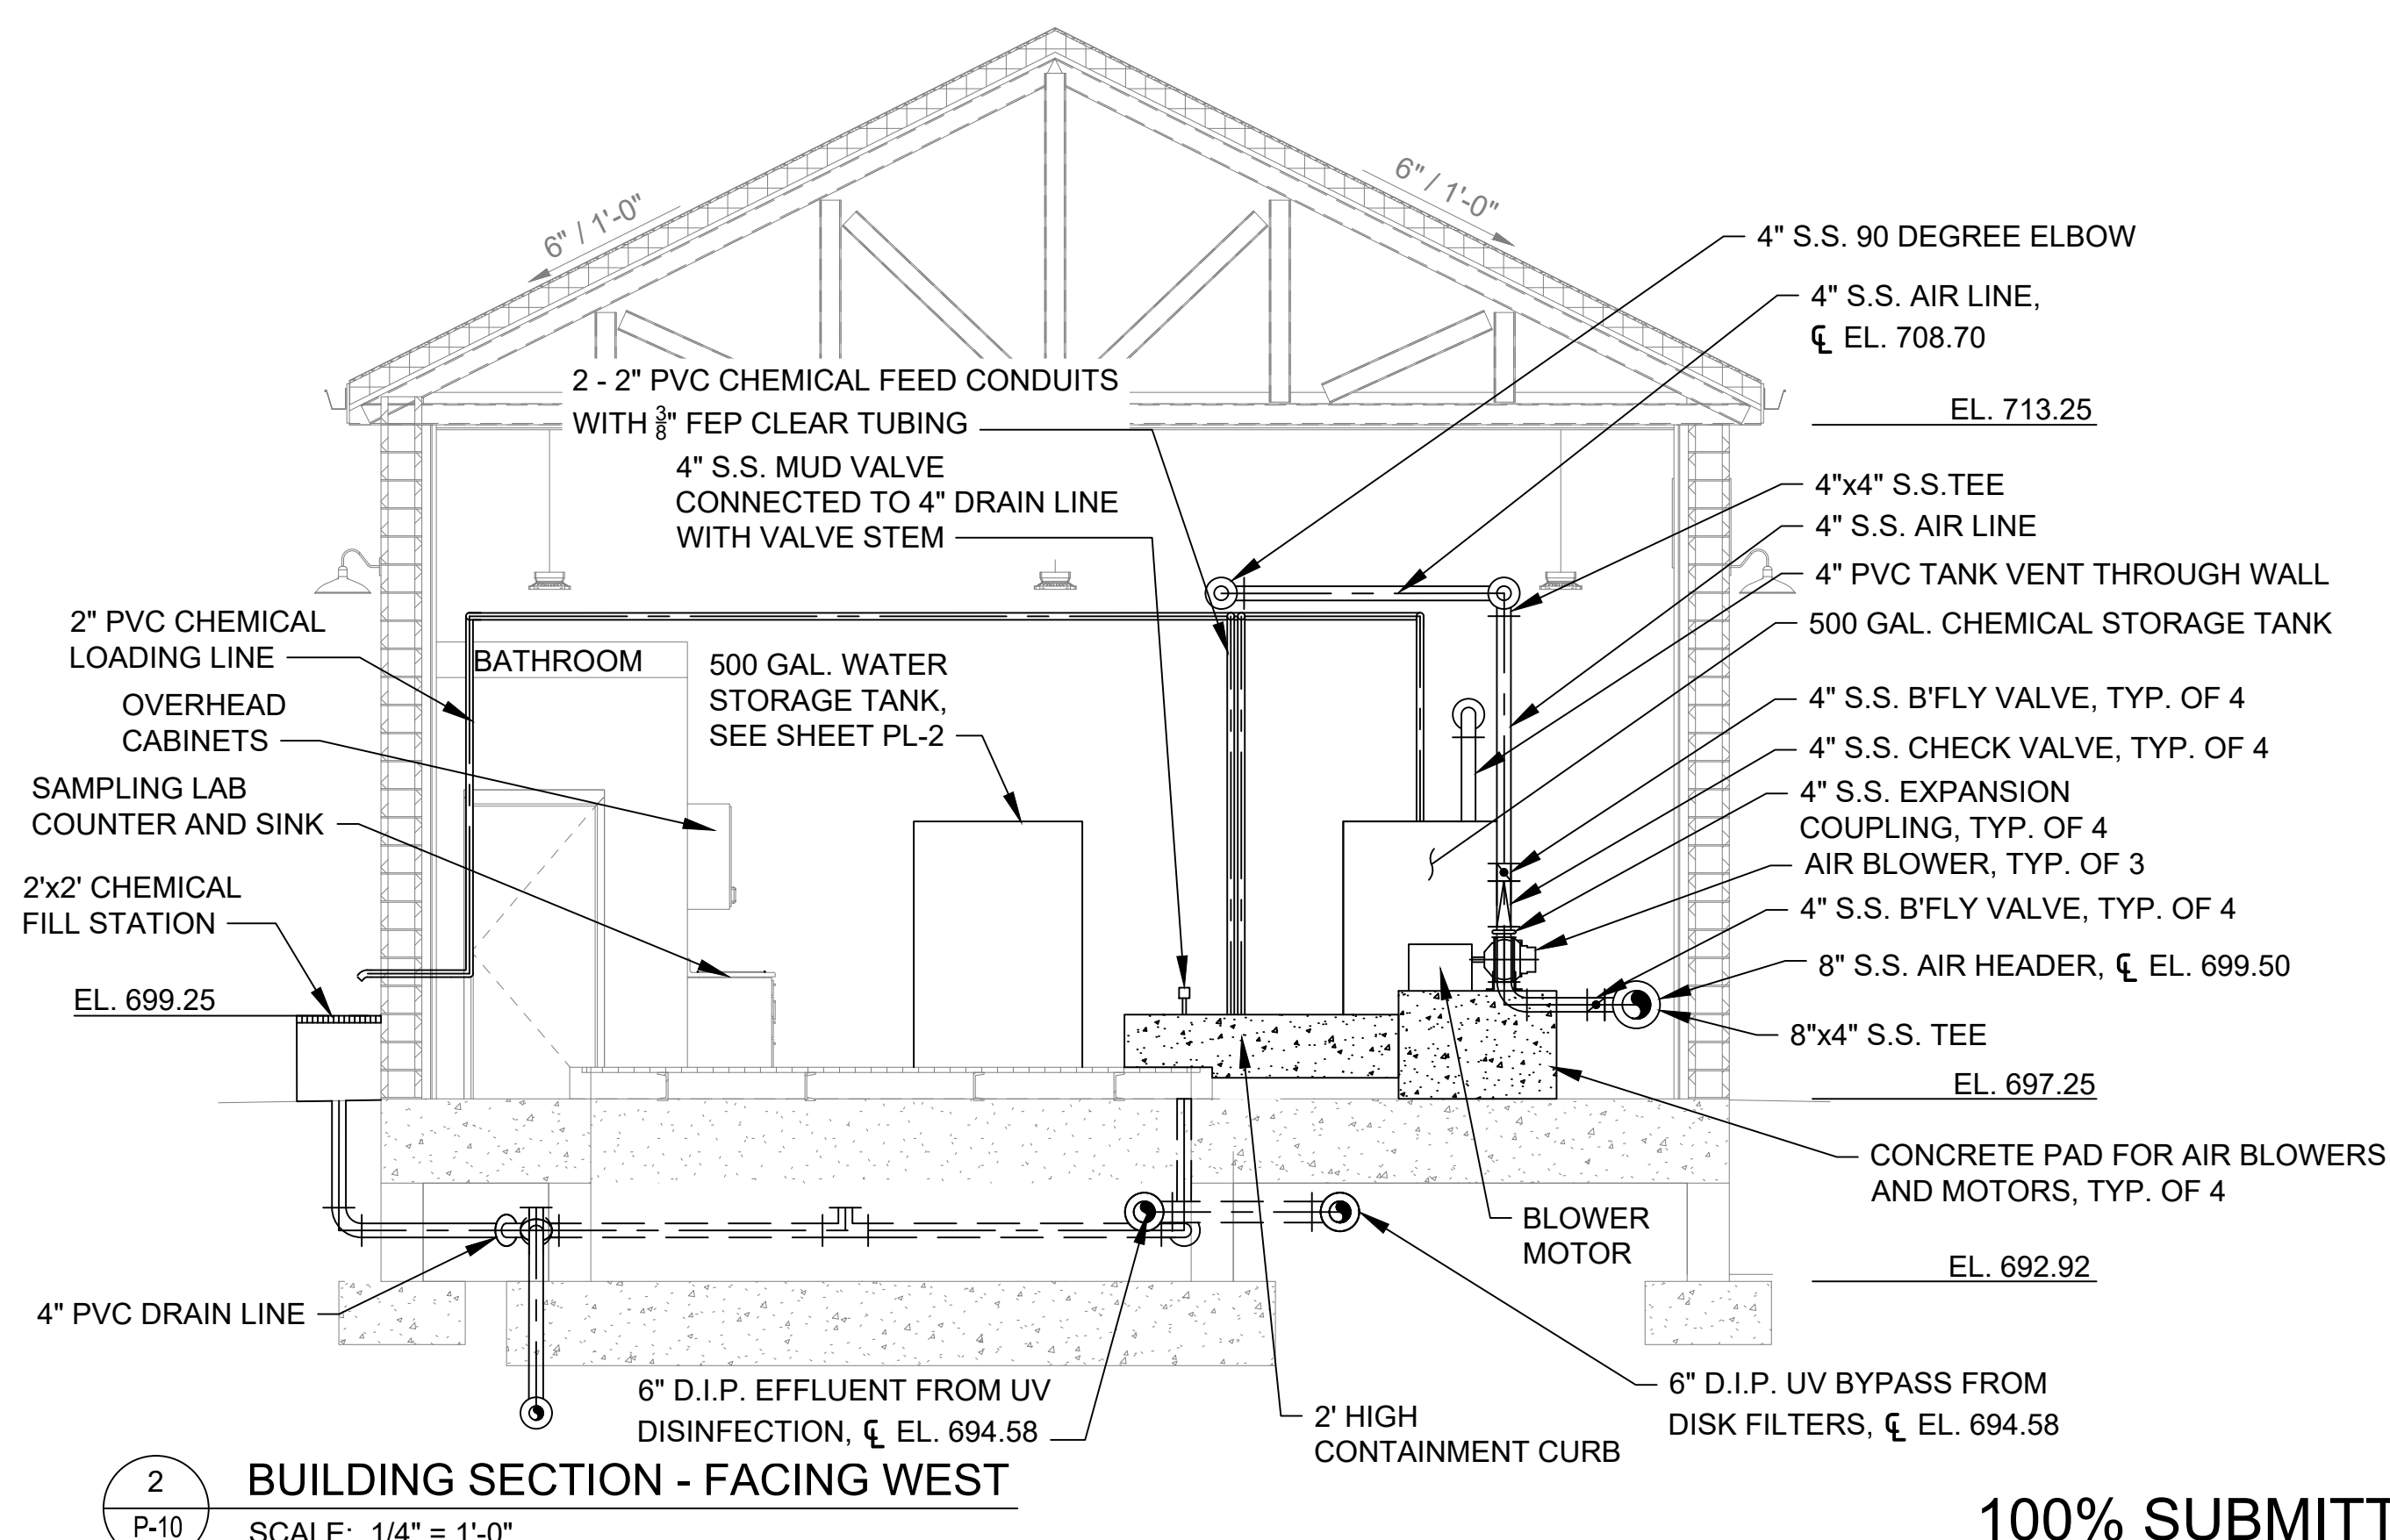 6" / 1'-0"
6" / 1'-0"
4" S.S. 90 DEGREE ELBOW
4" S.S. AIR LINE,
℄ EL. 708.70
EL. 713.25
2 - 2" PVC CHEMICAL FEED CONDUITS
WITH 3/8" FEP CLEAR TUBING
4" S.S. MUD VALVE
CONNECTED TO 4" DRAIN LINE
WITH VALVE STEM
4"x4" S.S.TEE
4" S.S. AIR LINE
4" PVC TANK VENT THROUGH WALL
500 GAL. CHEMICAL STORAGE TANK
2" PVC CHEMICAL
LOADING LINE
BATHROOM
500 GAL. WATER
STORAGE TANK,
SEE SHEET PL-2
OVERHEAD
CABINETS
SAMPLING LAB
COUNTER AND SINK
2'x2' CHEMICAL
FILL STATION
EL. 699.25
4" S.S. B'FLY VALVE, TYP. OF 4
4" S.S. CHECK VALVE, TYP. OF 4
4" S.S. EXPANSION
COUPLING, TYP. OF 4
AIR BLOWER, TYP. OF 3
4" S.S. B'FLY VALVE, TYP. OF 4
8" S.S. AIR HEADER, ℄ EL. 699.50
8"x4" S.S. TEE
EL. 697.25
CONCRETE PAD FOR AIR BLOWERS
AND MOTORS, TYP. OF 4
BLOWER
MOTOR
EL. 692.92
4" PVC DRAIN LINE
6" D.I.P. EFFLUENT FROM UV
DISINFECTION, ℄ EL. 694.58
2' HIGH
CONTAINMENT CURB
6" D.I.P. UV BYPASS FROM
DISK FILTERS, ℄ EL. 694.58
2
P-10
BUILDING SECTION - FACING WEST
SCALE: 1/4" = 1'-0"
100% SUBMITT